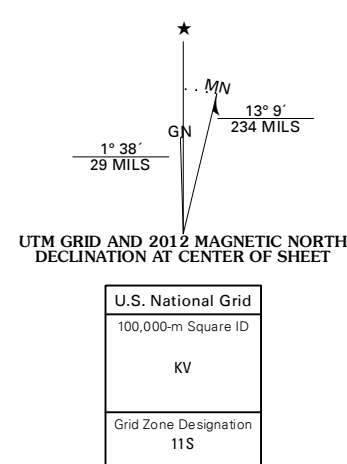 ★
MN
GN
13° 9´
234 MILS
1° 38´
29 MILS
UTM GRID AND 2012 MAGNETIC NORTH
DECLINATION AT CENTER OF SHEET
U.S. National Grid
100,000-m Square ID
KV
Grid Zone Designation
11S